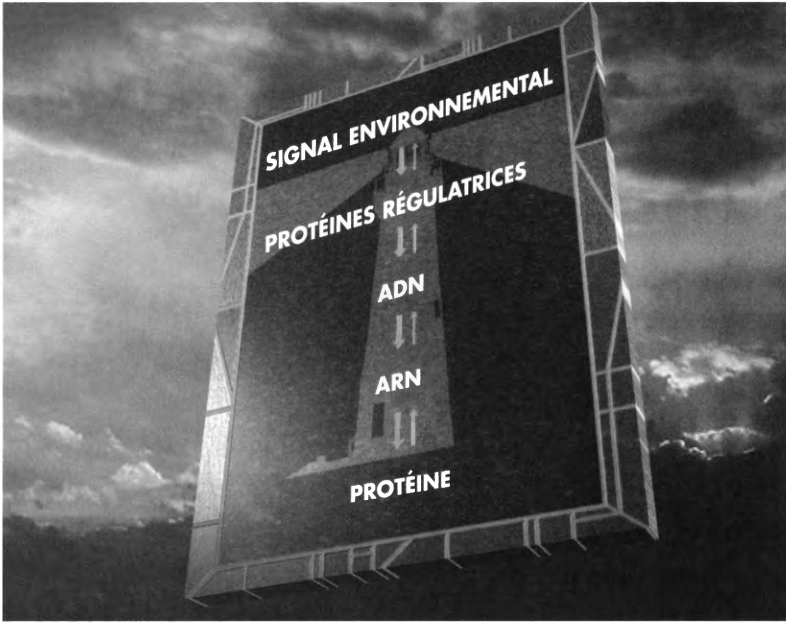 SIGNAL ENVIRONNEMENTAL
PROTÉINES RÉGULATRICES
ADN
ARN
PROTÉINE